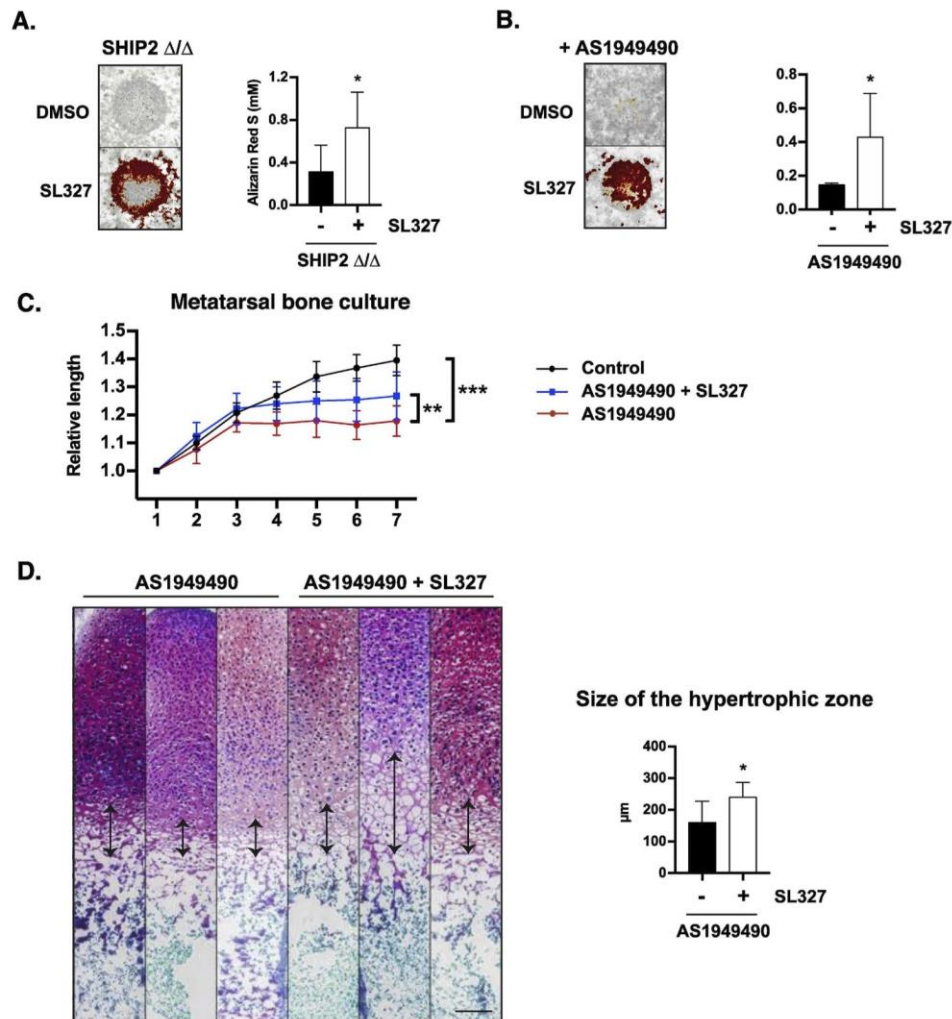 A.
SHIP2 Δ/Δ
DMSO
SL327
Alizarin Red S (mM)
1.2
0.8
0.4
0.0
*
- + SL327
SHIP2 Δ/Δ
B.
+ AS1949490
DMSO
SL327
0.8
0.6
0.4
0.2
0.0
*
- + SL327
AS1949490
C.
Metatarsal bone culture
Relative length
1.5
1.4
1.3
1.2
1.1
1.0
1 2 3 4 5 6 7
**
***
Control
AS1949490 + SL327
AS1949490
D.
AS1949490 AS1949490 + SL327
Size of the hypertrophic zone
µm
400
300
200
100
0
*
- + SL327
AS1949490